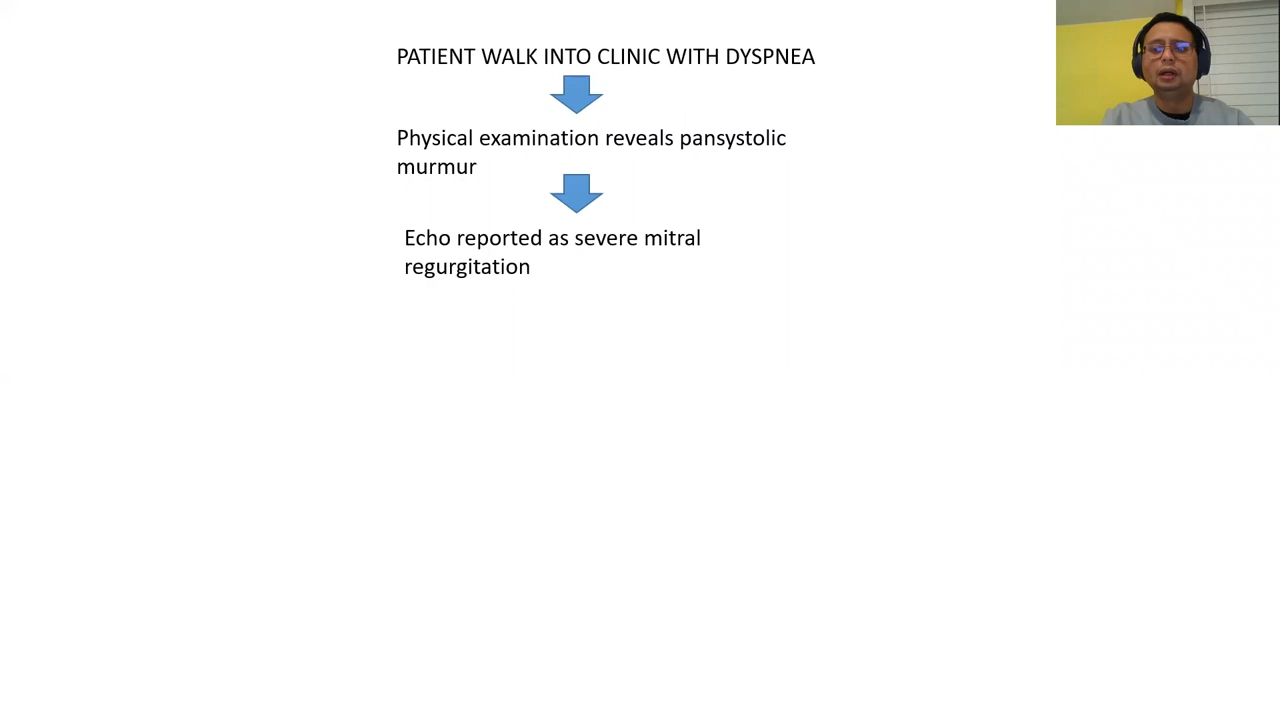 PATIENT WALK INTO CLINIC WITH DYSPNEA
Physical examination reveals pansystolic
murmur
Echo reported as severe mitral
regurgitation